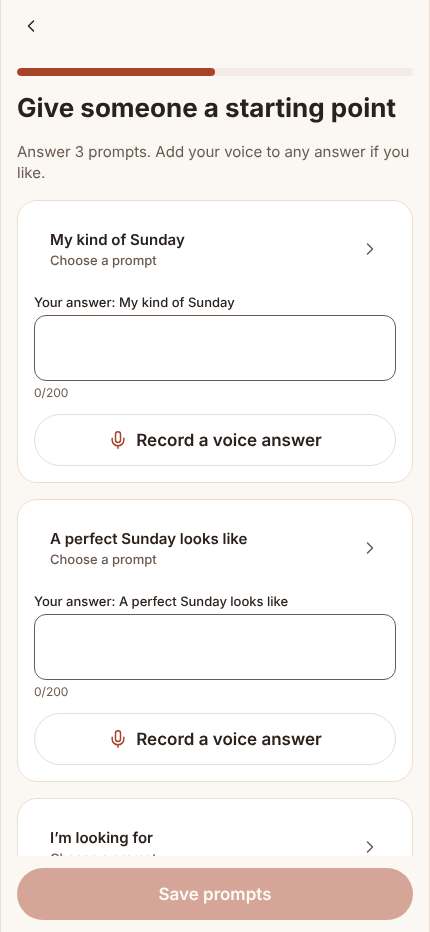 Give someone a starting point
Answer 3 prompts. Add your voice to any answer if you
like.
My kind of Sunday
Choose a prompt
Your answer: My kind of Sunday
0/200
Record a voice answer
A perfect Sunday looks like
Choose a prompt
Your answer: A perfect Sunday looks like
0/200
Record a voice answer
I’m looking for
Save prompts